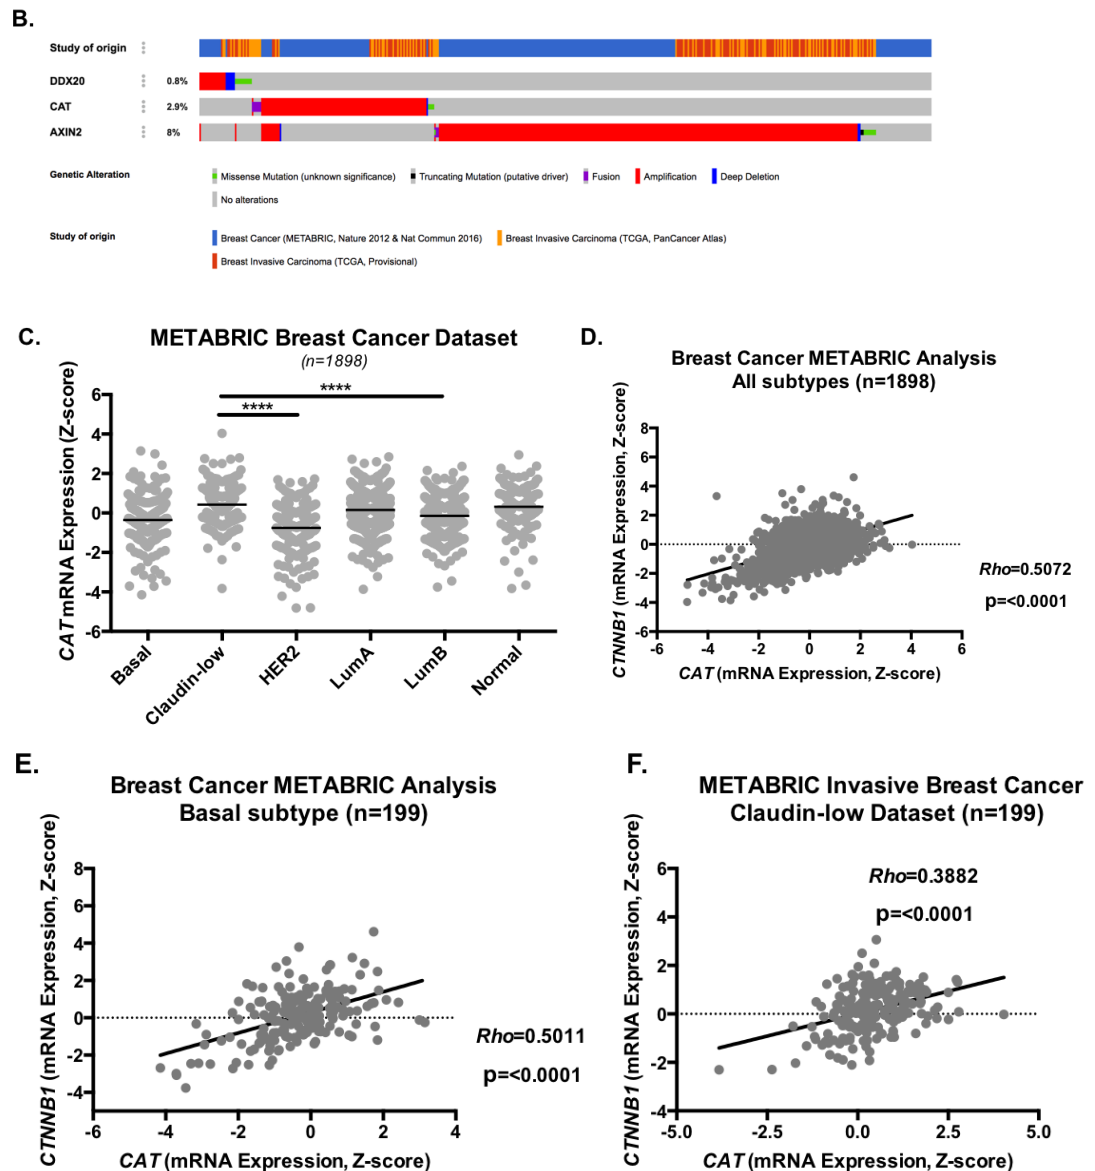 B.
Study of origin
DDX20 0.8%
CAT 2.9%
AXIN2 8%
Genetic Alteration
Missense Mutation (unknown significance) Truncating Mutation (putative driver) Fusion Amplification Deep Deletion
No alterations
Study of origin
Breast Cancer (METABRIC, Nature 2012 & Nat Commun 2016) Breast Invasive Carcinoma (TCGA, PanCancer Atlas)
Breast Invasive Carcinoma (TCGA, Provisional)
C.
METABRIC Breast Cancer Dataset
(n=1898)
CAT mRNA Expression (Z-score)
6
4
2
0
-2
-4
-6
****
****
Basal
Claudin-low
HER2
LumA
LumB
Normal
D.
Breast Cancer METABRIC Analysis
All subtypes (n=1898)
CTNNB1 (mRNA Expression, Z-score)
8
6
4
2
0
-2
-4
-6
-6 -4 -2 0 2 4 6
CAT (mRNA Expression, Z-score)
Rho=0.5072
p=<0.0001
E.
Breast Cancer METABRIC Analysis
Basal subtype (n=199)
CTNNB1 (mRNA Expression, Z-score)
8
6
4
2
0
-2
-4
-6 -4 -2 0 2 4
CAT (mRNA Expression, Z-score)
Rho=0.5011
p=<0.0001
F.
METABRIC Invasive Breast Cancer
Claudin-low Dataset (n=199)
CTNNB1 (mRNA Expression, Z-score)
6
4
2
0
-2
-4
-5.0 -2.5 0.0 2.5 5.0
CAT (mRNA Expression, Z-score)
Rho=0.3882
p=<0.0001